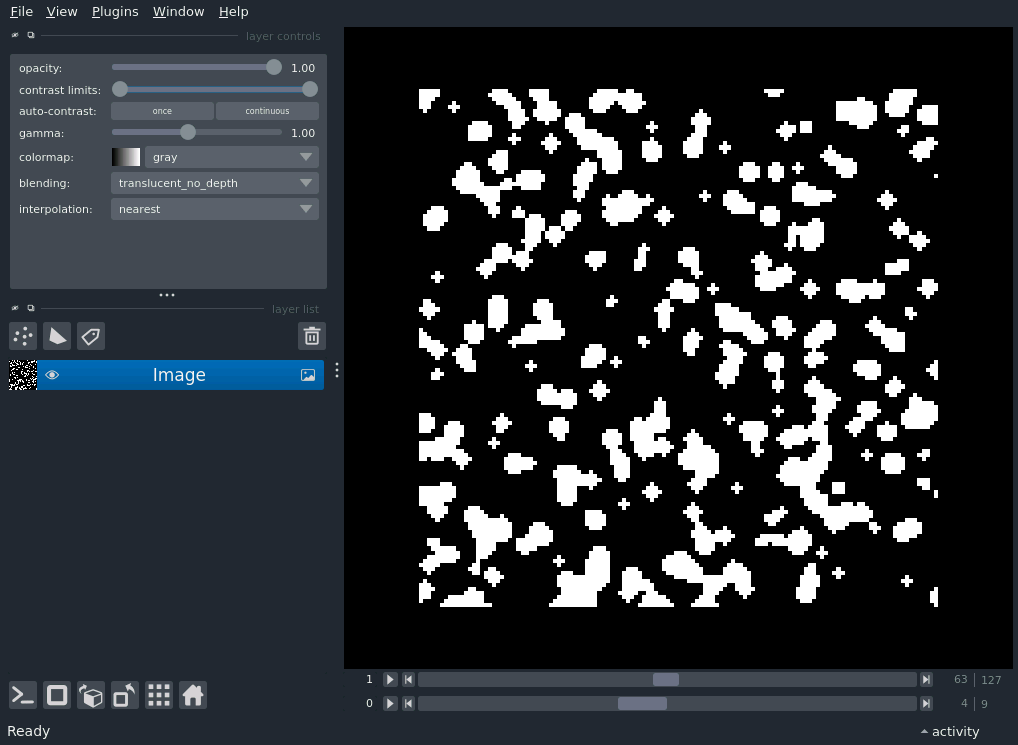 File View Plugins Window Help
layer controls
opacity: 1.00
contrast limits:
auto-contrast: once continuous
gamma: 1.00
colormap: gray
blending: translucent_no_depth
interpolation: nearest
layer list
Image
1 63 127
0 4 9
Ready activity